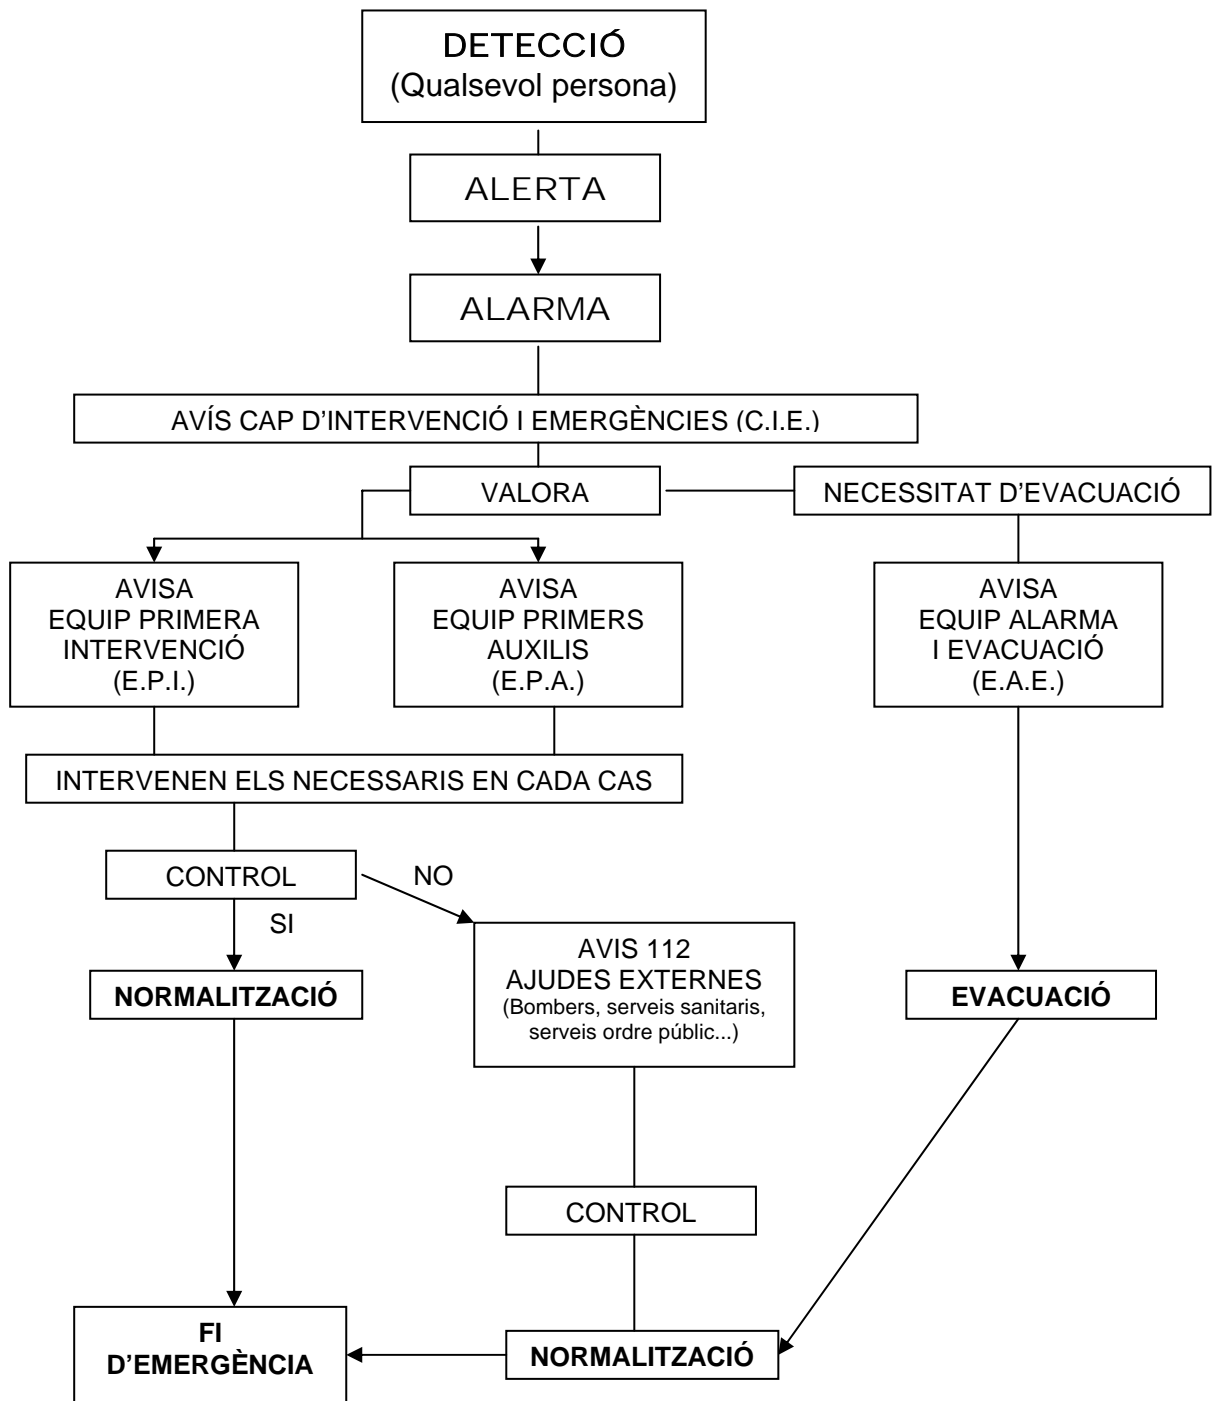 DETECCIÓ
(Qualsevol persona)
ALERTA
ALARMA
AVÍS CAP D'INTERVENCIÓ I EMERGÈNCIES (C.I.E.)
VALORA
NECESSITAT D'EVACUACIÓ
AVISA
EQUIP PRIMERA
INTERVENCIÓ
(E.P.I.)
AVISA
EQUIP PRIMERS
AUXILIS
(E.P.A.)
AVISA
EQUIP ALARMA
I EVACUACIÓ
(E.A.E.)
INTERVENEN ELS NECESSARIS EN CADA CAS
CONTROL
NO
SI
AVIS 112
AJUDES EXTERNES
(Bombers, serveis sanitaris,
serveis ordre públic...)
NORMALITZACIÓ
EVACUACIÓ
CONTROL
FI
D'EMERGÈNCIA
NORMALITZACIÓ